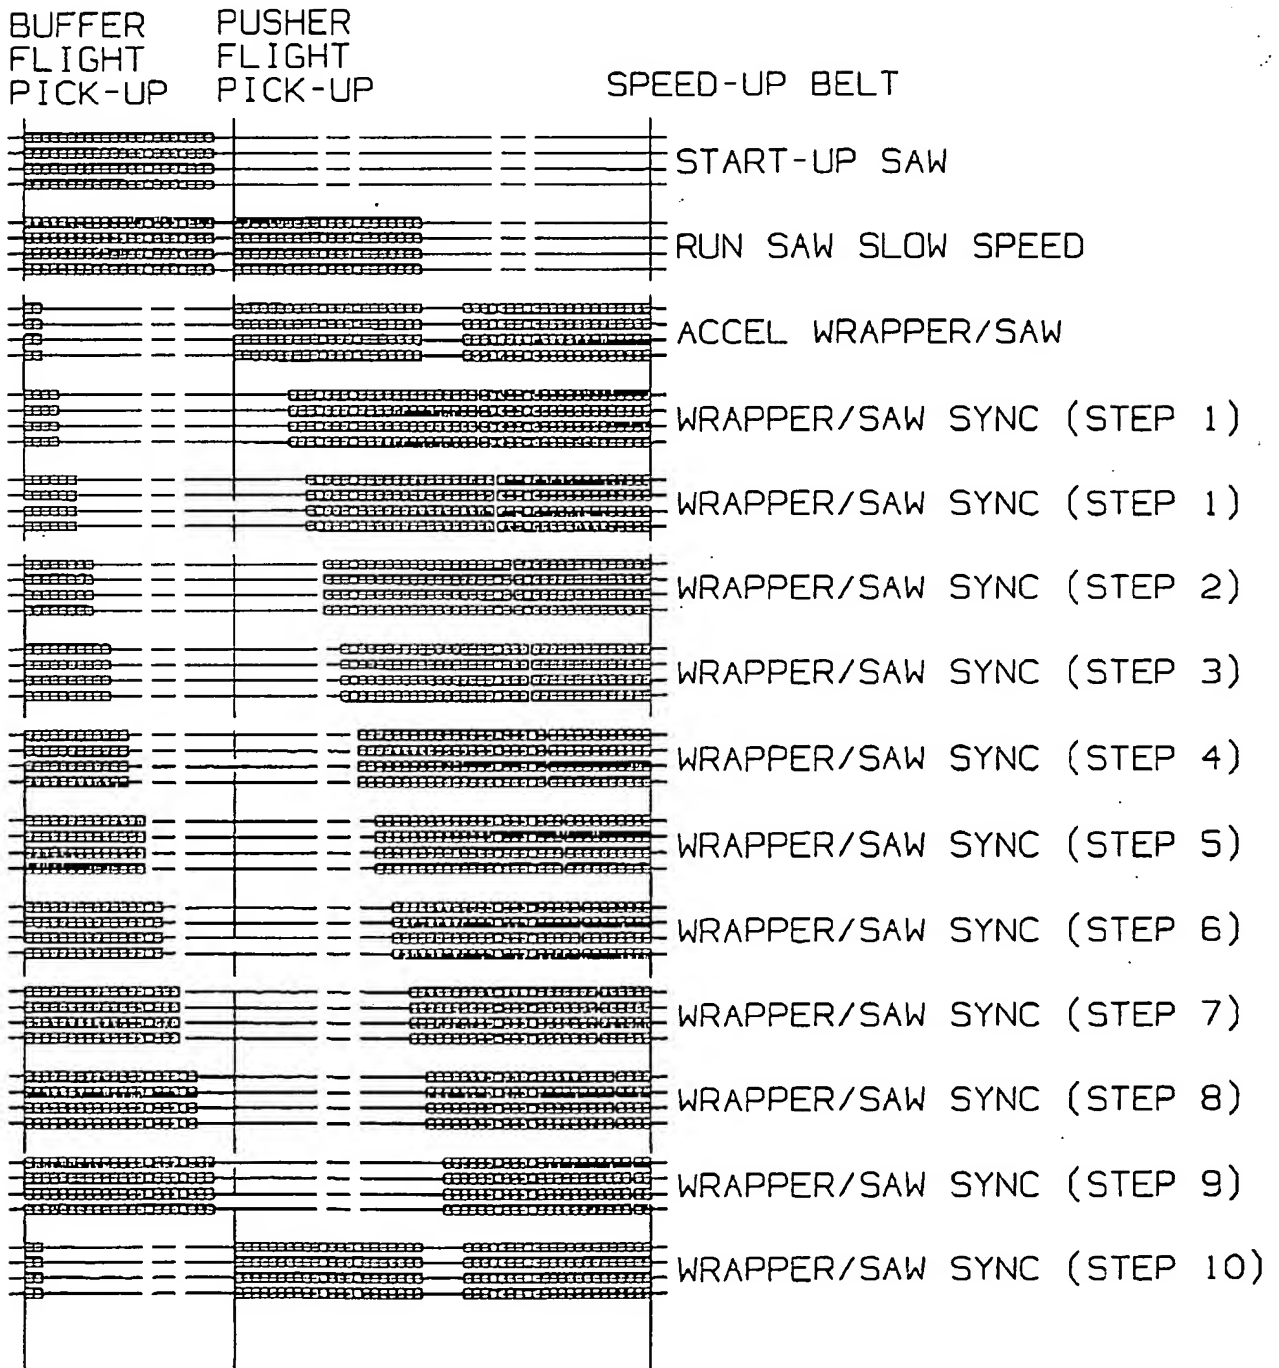 BUFFER
FLIGHT
PICK-UP
PUSHER
FLIGHT
PICK-UP
SPEED-UP BELT
START-UP SAW
RUN SAW SLOW SPEED
ACCEL WRAPPER/SAW
WRAPPER/SAW SYNC (STEP 1)
WRAPPER/SAW SYNC (STEP 1)
WRAPPER/SAW SYNC (STEP 2)
WRAPPER/SAW SYNC (STEP 3)
WRAPPER/SAW SYNC (STEP 4)
WRAPPER/SAW SYNC (STEP 5)
WRAPPER/SAW SYNC (STEP 6)
WRAPPER/SAW SYNC (STEP 7)
WRAPPER/SAW SYNC (STEP 8)
WRAPPER/SAW SYNC (STEP 9)
WRAPPER/SAW SYNC (STEP 10)